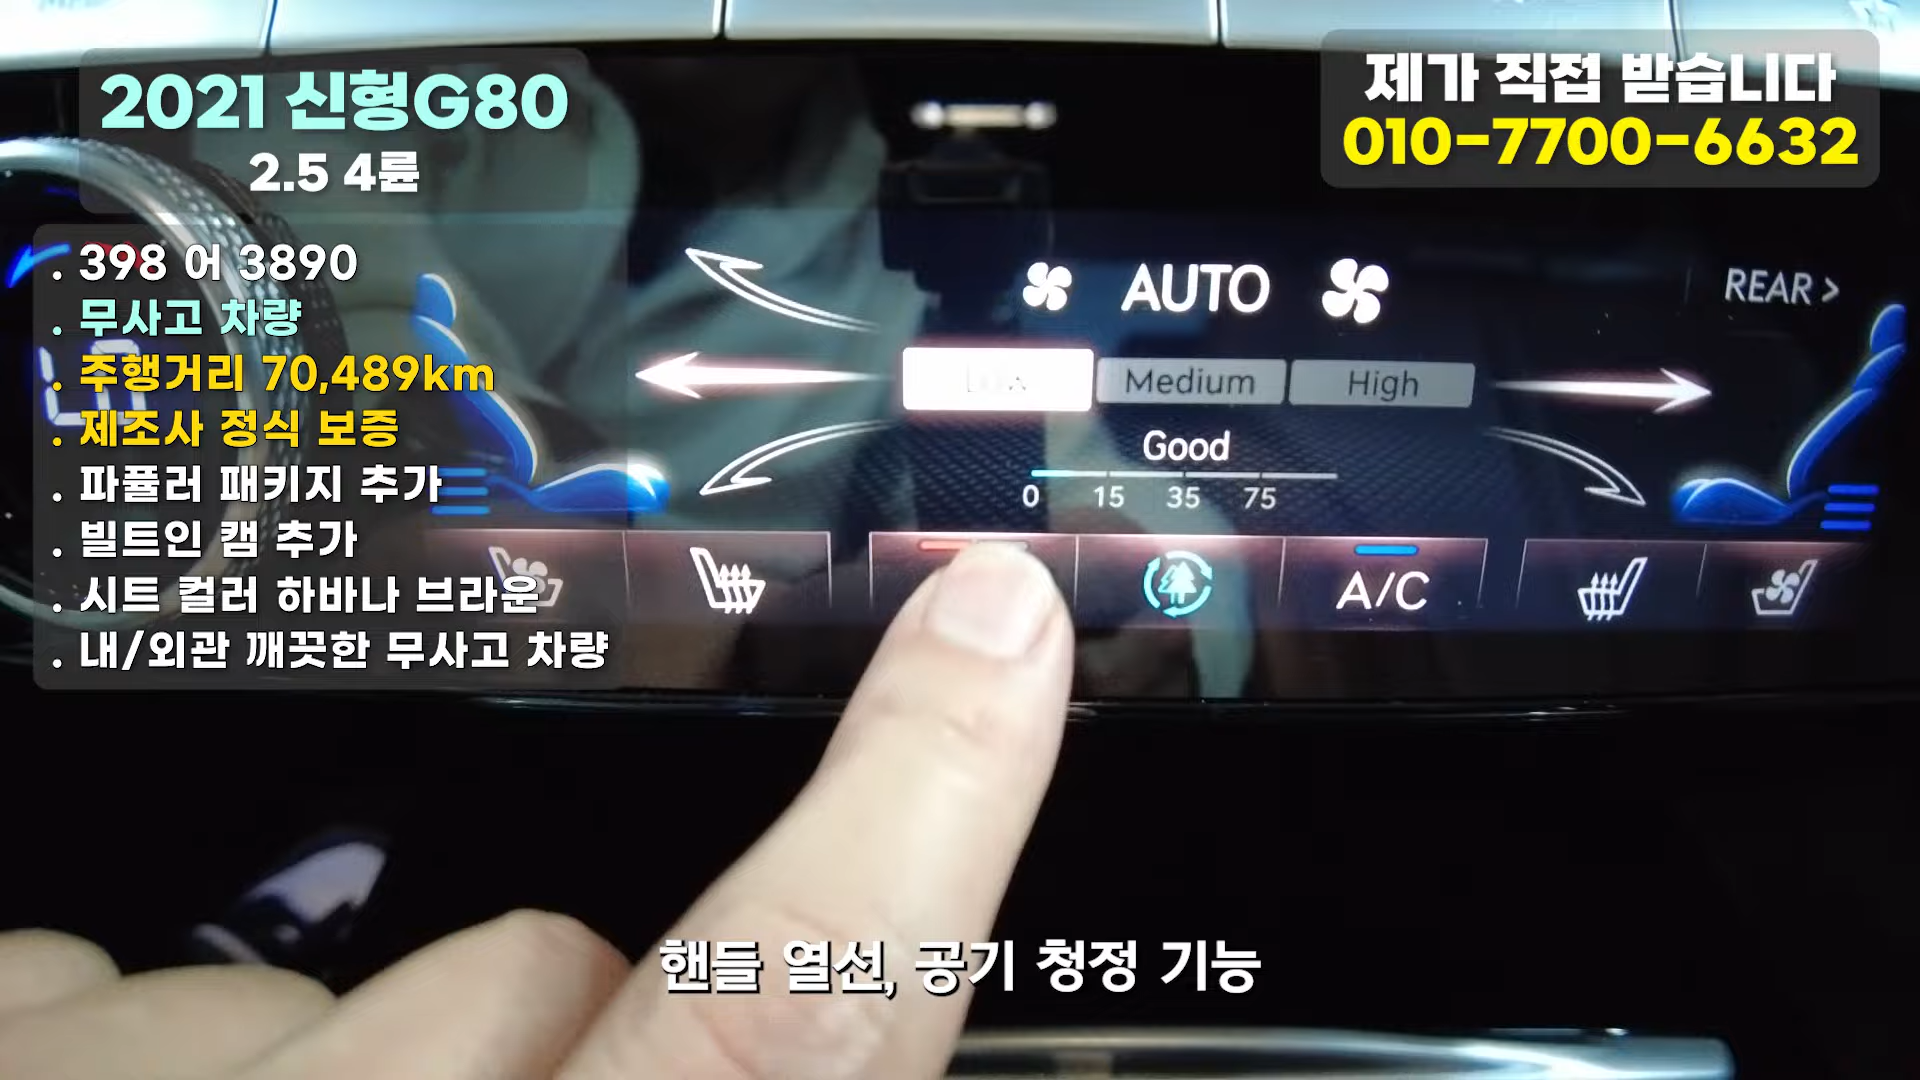 2021 신형G80
2.5 4륜
제가 직접 받습니다
010-7700-6632
. 398 어 3890
. 무사고 차량
. 주행거리 70,489km
. 제조사 정식 보증
. 파퓰러 패키지 추가
. 빌트인 캠 추가
. 시트 컬러 하바나 브라운
. 내/외관 깨끗한 무사고 차량
AUTO
REAR >
Medium High
Good
0 15 35 75
A/C
핸들 열선, 공기 청정 기능